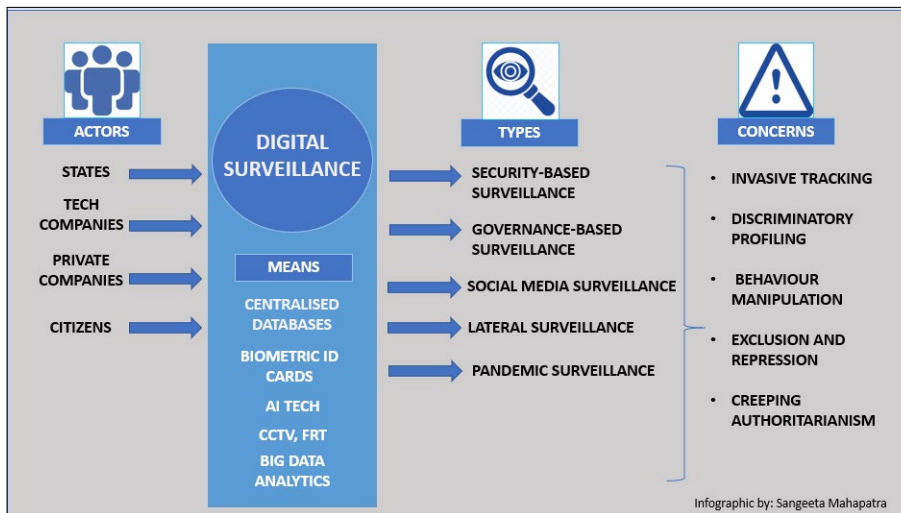 ACTORS
STATES
TECH
COMPANIES
PRIVATE
COMPANIES
CITIZENS
DIGITAL
SURVEILLANCE
MEANS
CENTRALISED
DATABASES
BIOMETRIC ID
CARDS
AI TECH
CCTV, FRT
BIG DATA
ANALYTICS
TYPES
SECURITY-BASED
SURVEILLANCE
GOVERNANCE-BASED
SURVEILLANCE
SOCIAL MEDIA SURVEILLANCE
LATERAL SURVEILLANCE
PANDEMIC SURVEILLANCE
CONCERNS
• INVASIVE TRACKING
• DISCRIMINATORY
PROFILING
• BEHAVIOUR
MANIPULATION
• EXCLUSION AND
REPRESSION
• CREEPING
AUTHORITARIANISM
Infographic by: Sangeeta Mahapatra